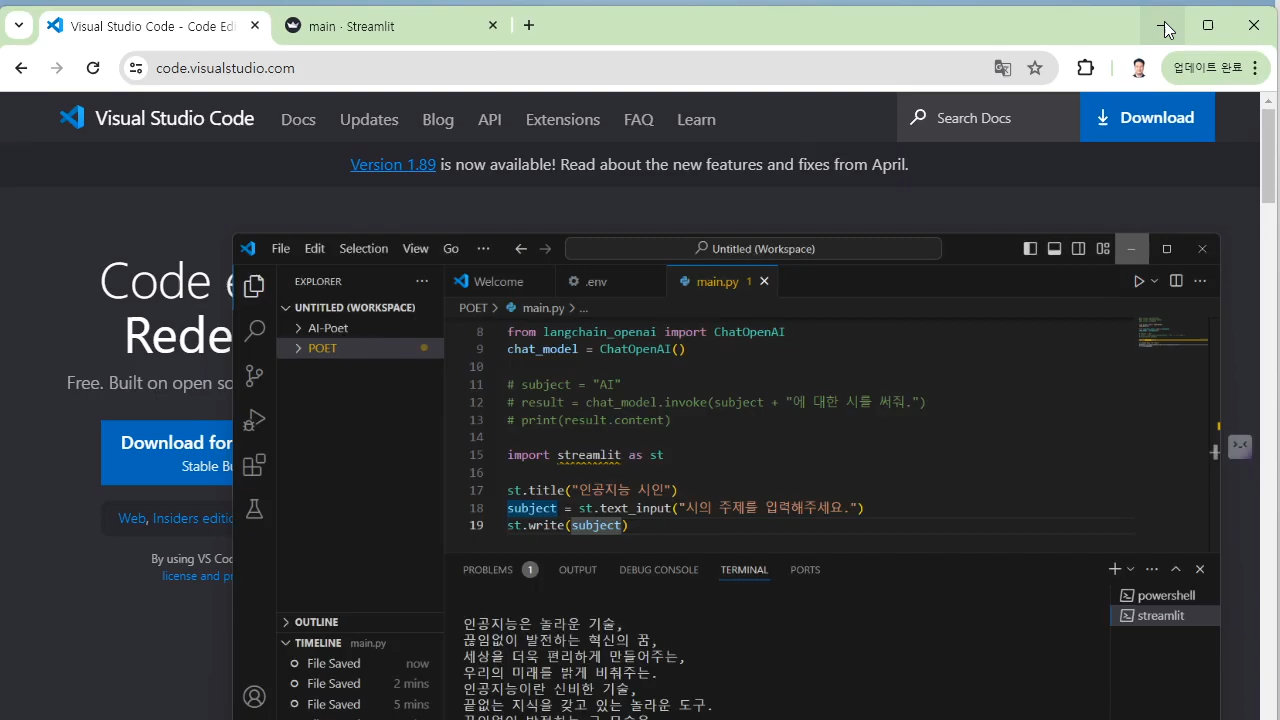 Visual Studio Code - Code Edi
main · Streamlit
code.visualstudio.com
업데이트 완료
Visual Studio Code Docs Updates Blog API Extensions FAQ Learn Search Docs Download
Version 1.89 is now available! Read about the new features and fixes from April.
Code e
Rede
Free. Built on open so
Download for
Stable Bu
Web, Insiders editio
By using VS Cod
license and pr
File Edit Selection View Go ··· Untitled (Workspace)
EXPLORER ···
Welcome .env main.py 1
UNTITLED (WORKSPACE)
AI-Poet
POET
POET > main.py > ...
8 from langchain_openai import ChatOpenAI
9 chat_model = ChatOpenAI()
10
11 # subject = "AI"
12 # result = chat_model.invoke(subject + "에 대한 시를 써줘.")
13 # print(result.content)
14
15 import streamlit as st
16
17 st.title("인공지능 시인")
18 subject = st.text_input("시의 주제를 입력해주세요.")
19 st.write(subject)
PROBLEMS 1 OUTPUT DEBUG CONSOLE TERMINAL PORTS
powershell
streamlit
인공지능은 놀라운 기술,
끊임없이 발전하는 혁신의 꿈,
세상을 더욱 편리하게 만들어주는,
우리의 미래를 밝게 비춰주는.
인공지능이란 신비한 기술,
끝없는 지식을 갖고 있는 놀라운 도구.
OUTLINE
TIMELINE main.py
File Saved now
File Saved 2 mins
File Saved 5 mins